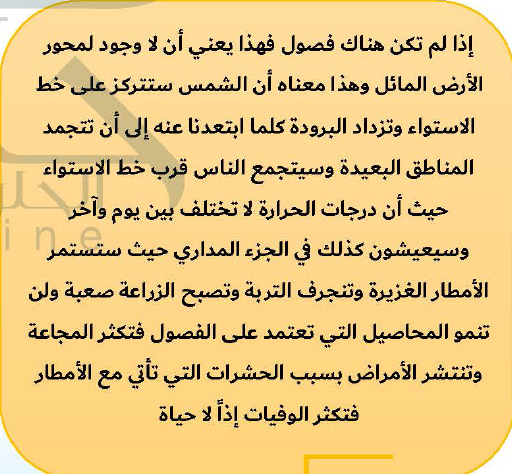 إذا لم تكن هناك فصول فهذا يعني أن لا وجود لمحور
الأرض المائل وهذا معناه أن الشمس ستتركز على خط
الاستواء وتزداد البرودة كلما ابتعدنا عنه إلى أن تتجمد
المناطق البعيدة وسيتجمع الناس قرب خط الاستواء
حيث أن درجات الحرارة لا تختلف بين يوم وآخر
وسيعيشون كذلك في الجزء المداري حيث ستستمر
الأمطار الغزيرة وتنجرف التربة وتصبح الزراعة صعبة ولن
تنمو المحاصيل التي تعتمد على الفصول فتكثر المجاعة
وتنتشر الأمراض بسبب الحشرات التي تأتي مع الأمطار
فتكثر الوفيات إذاً لا حياة